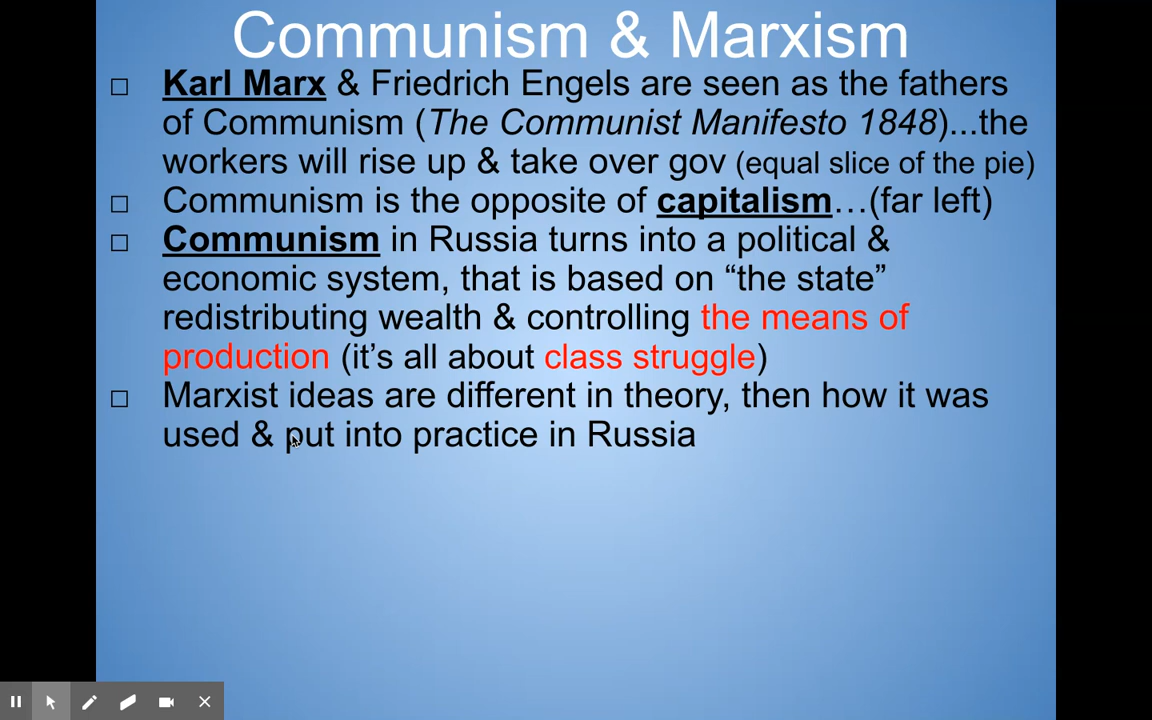 Communism & Marxism
Karl Marx & Friedrich Engels are seen as the fathers
of Communism (The Communist Manifesto 1848)...the
workers will rise up & take over gov (equal slice of the pie)
Communism is the opposite of capitalism…(far left)
Communism in Russia turns into a political &
economic system, that is based on “the state”
redistributing wealth & controlling the means of
production (it’s all about class struggle)
Marxist ideas are different in theory, then how it was
used & put into practice in Russia